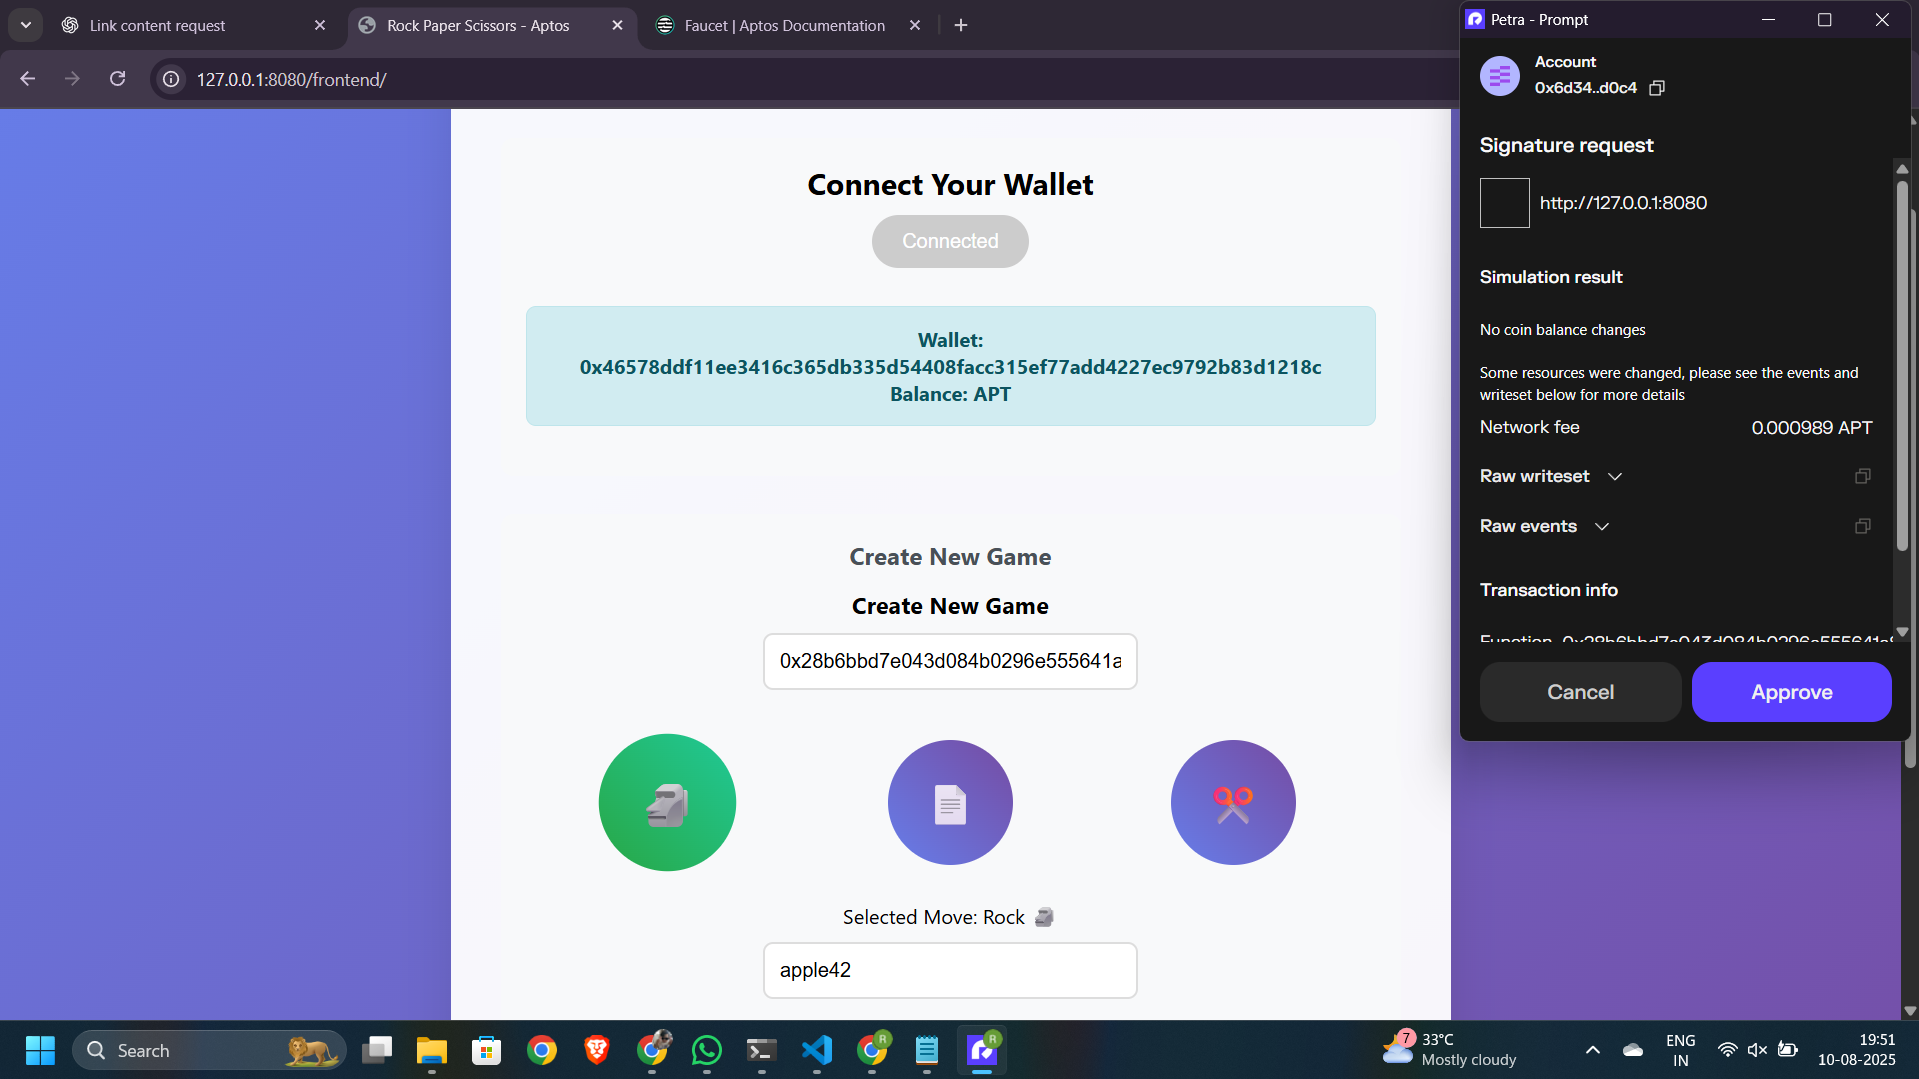 Link content request
Rock Paper Scissors - Aptos
Faucet | Aptos Documentation
127.0.0.1:8080/frontend/
Connect Your Wallet
Connected
Wallet:
0x46578ddf11ee3416c365db335d54408facc315ef77add4227ec9792b83d1218c
Balance: APT
Create New Game
Create New Game
0x28b6bbd7e043d084b0296e555641a
Selected Move: Rock
apple42
Petra - Prompt
Account
0x6d34..d0c4
Signature request
http://127.0.0.1:8080
Simulation result
No coin balance changes
Some resources were changed, please see the events and
writeset below for more details
Network fee 0.000989 APT
Raw writeset
Raw events
Transaction info
Function
Cancel
Approve
Search
R
R
7
33°C
Mostly cloudy
ENG
IN
19:51
10-08-2025